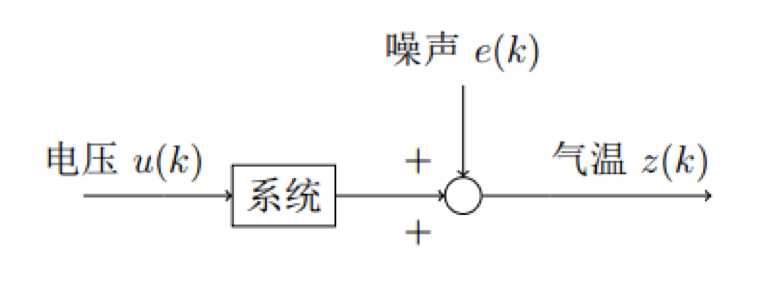 噪声 e(k)
电压 u(k)
+
气温 z(k)
系统
+